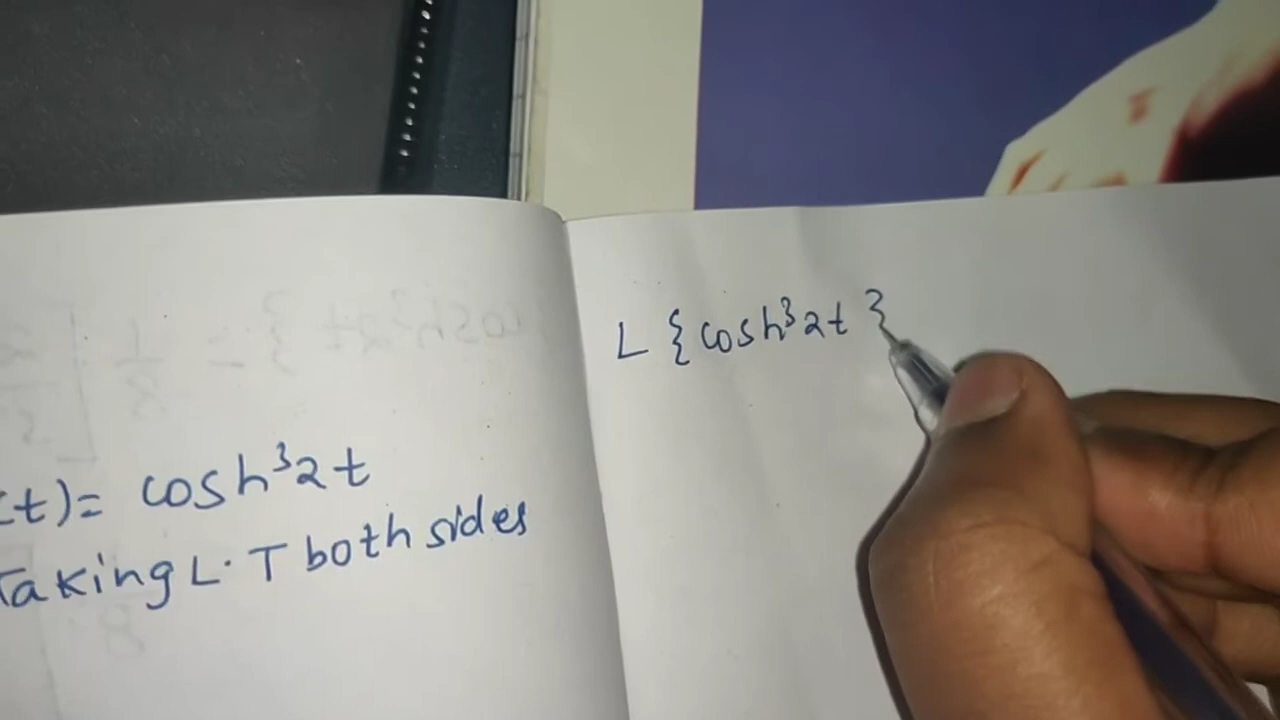 (t)= cosh³2t
Taking L.T both sides
L {cosh³2t}